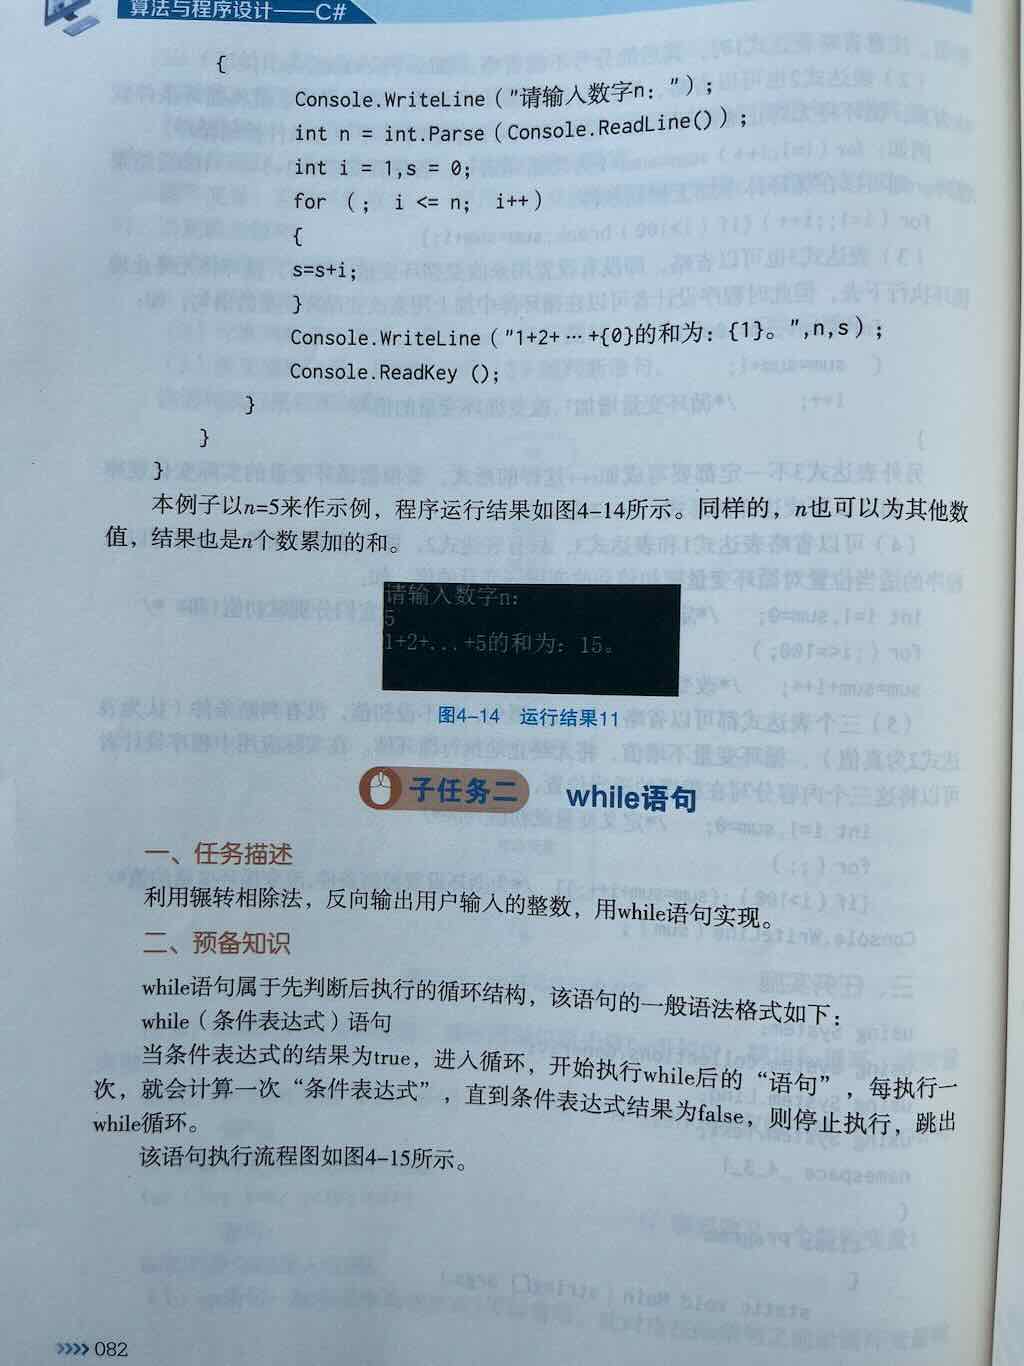 算法与程序设计——C#
{
Console.WriteLine("请输入数字n：");
int n = int.Parse(Console.ReadLine());
int i = 1,s = 0;
for (; i <= n; i++)
{
s=s+i;
}
Console.WriteLine("1+2+…+{0}的和为：{1}。",n,s);
Console.ReadKey ();
}
}
}
本例子以n=5来作示例，程序运行结果如图4-14所示。同样的，n也可以为其他数
值，结果也是n个数累加的和。
请输入数字n：
5
1+2+...+5的和为：15。
图4-14 运行结果11
子任务二 while语句
一、任务描述
利用辗转相除法，反向输出用户输入的整数，用while语句实现。
二、预备知识
while语句属于先判断后执行的循环结构，该语句的一般语法格式如下：
while（条件表达式）语句
当条件表达式的结果为true，进入循环，开始执行while后的“语句”，每执行一
次，就会计算一次“条件表达式”，直到条件表达式结果为false，则停止执行，跳出
while循环。
该语句执行流程图如图4-15所示。
>>>> 082